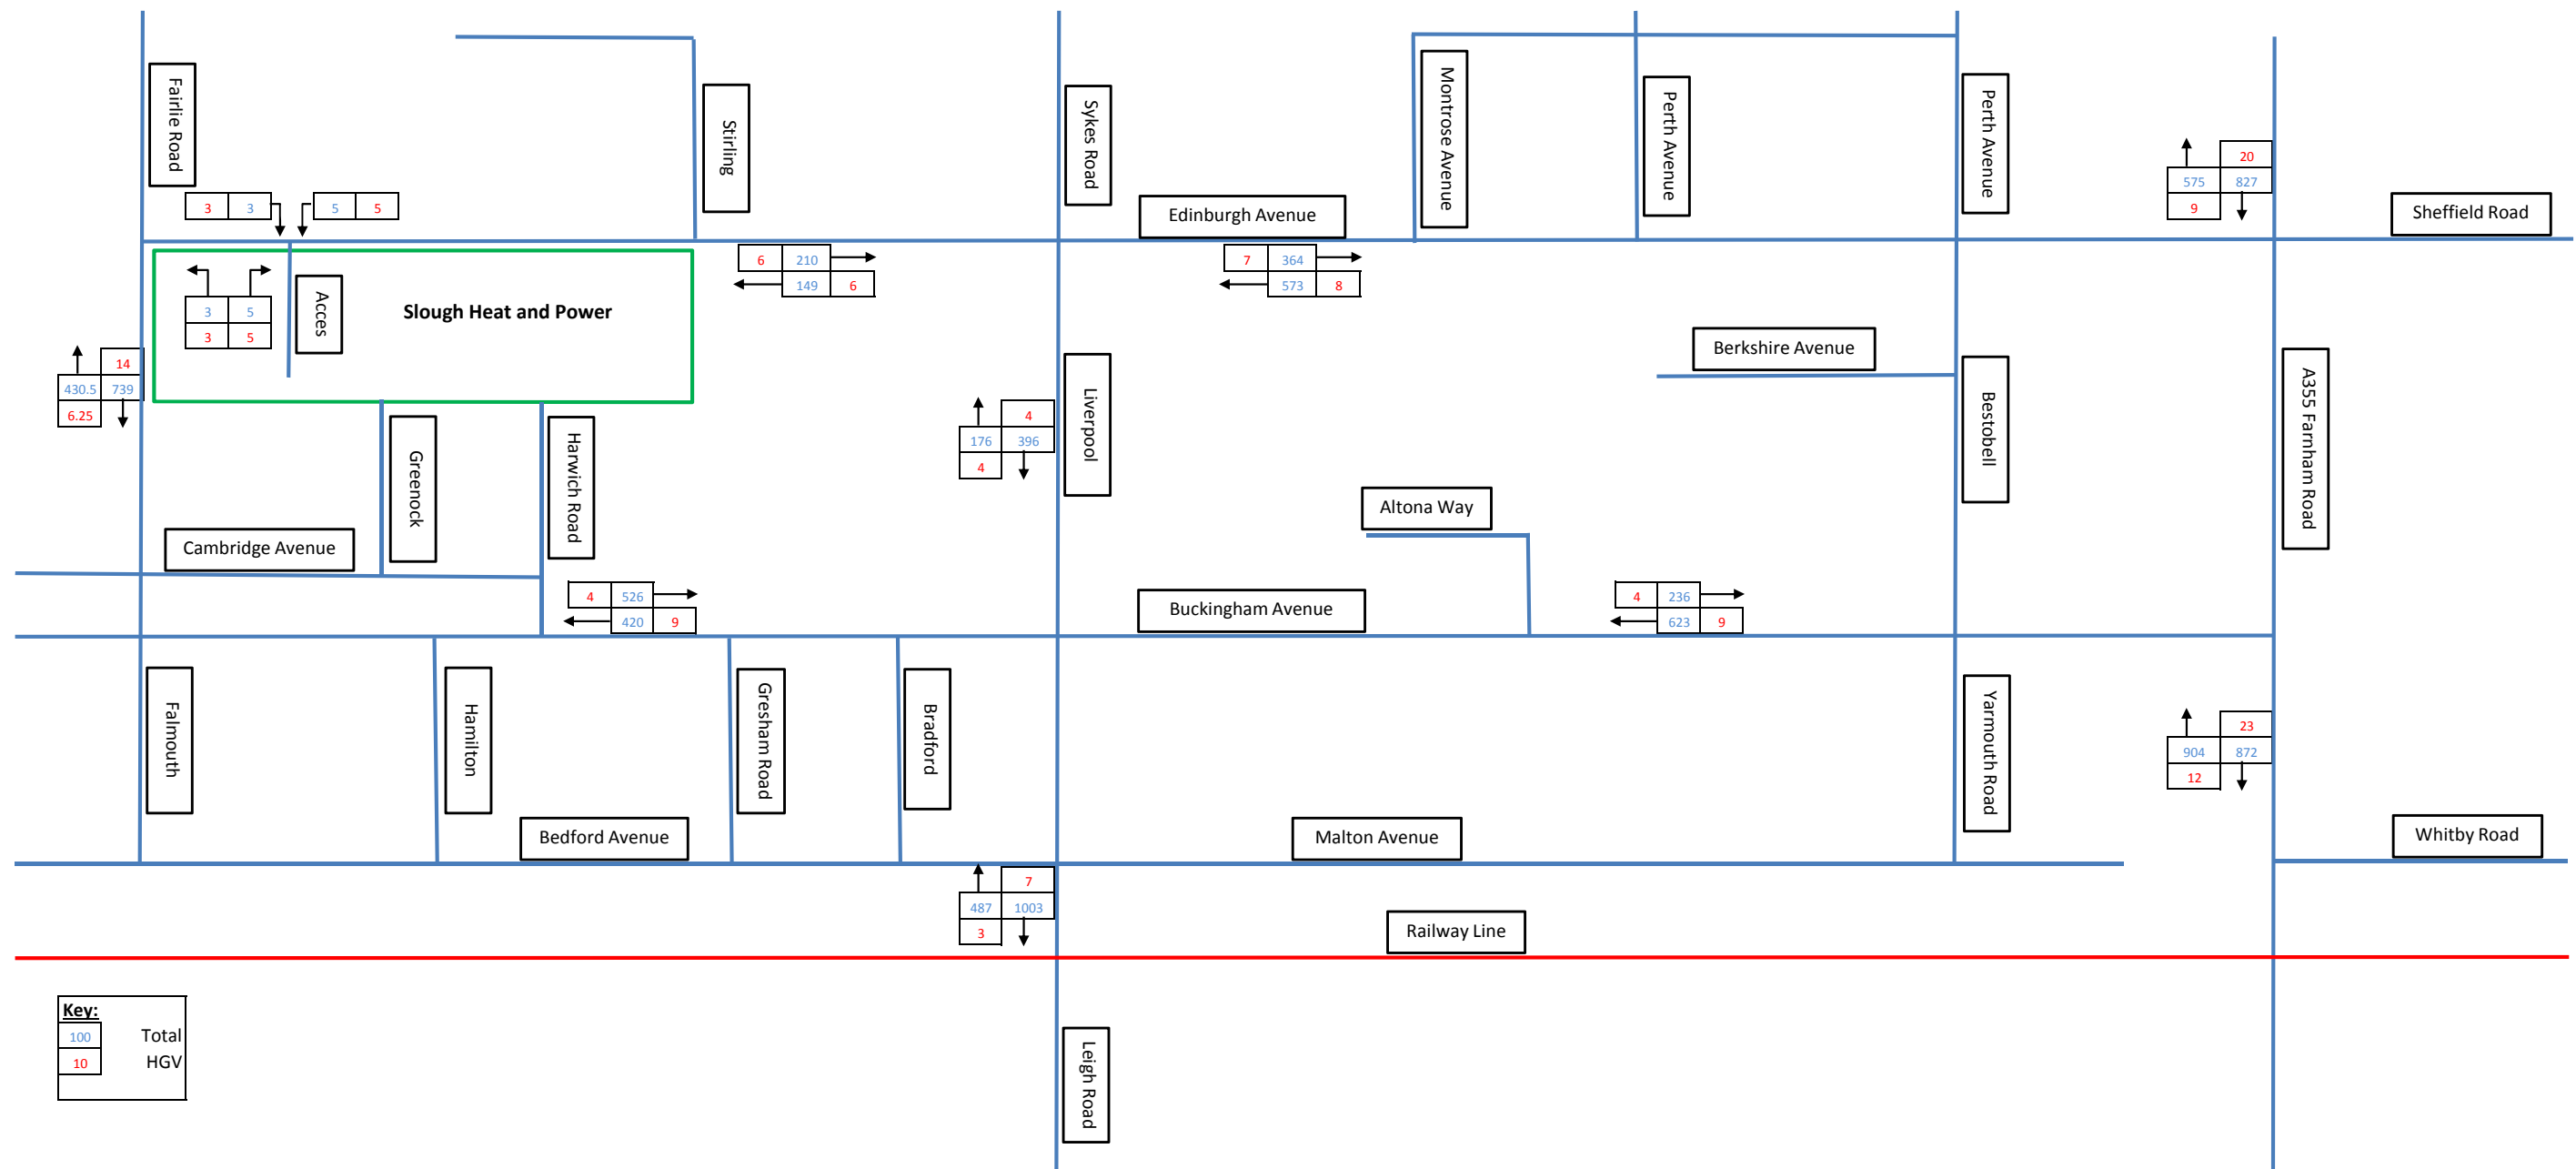 Fairlie Road
Stirling
Sykes Road
Montrose Avenue
Perth Avenue
Perth Avenue
20
575 827
9
3 3
5 5
Edinburgh Avenue
Sheffield Road
6 210
149 6
7 364
573 8
3 5
3 5
Acces
Slough Heat and Power
14
430.5 739
6.25
Liverpool
4
176 396
4
Berkshire Avenue
Bestobell
A355 Farnham Road
Greenock
Harwich Road
Altona Way
Cambridge Avenue
4 526
420 9
Buckingham Avenue
4 236
623 9
Falmouth
Hamilton
Gresham Road
Bradford
Yarmouth Road
23
904 872
12
Bedford Avenue
Malton Avenue
Whitby Road
7
487 1003
3
Railway Line
Key:
100 Total
10 HGV
Leigh Road